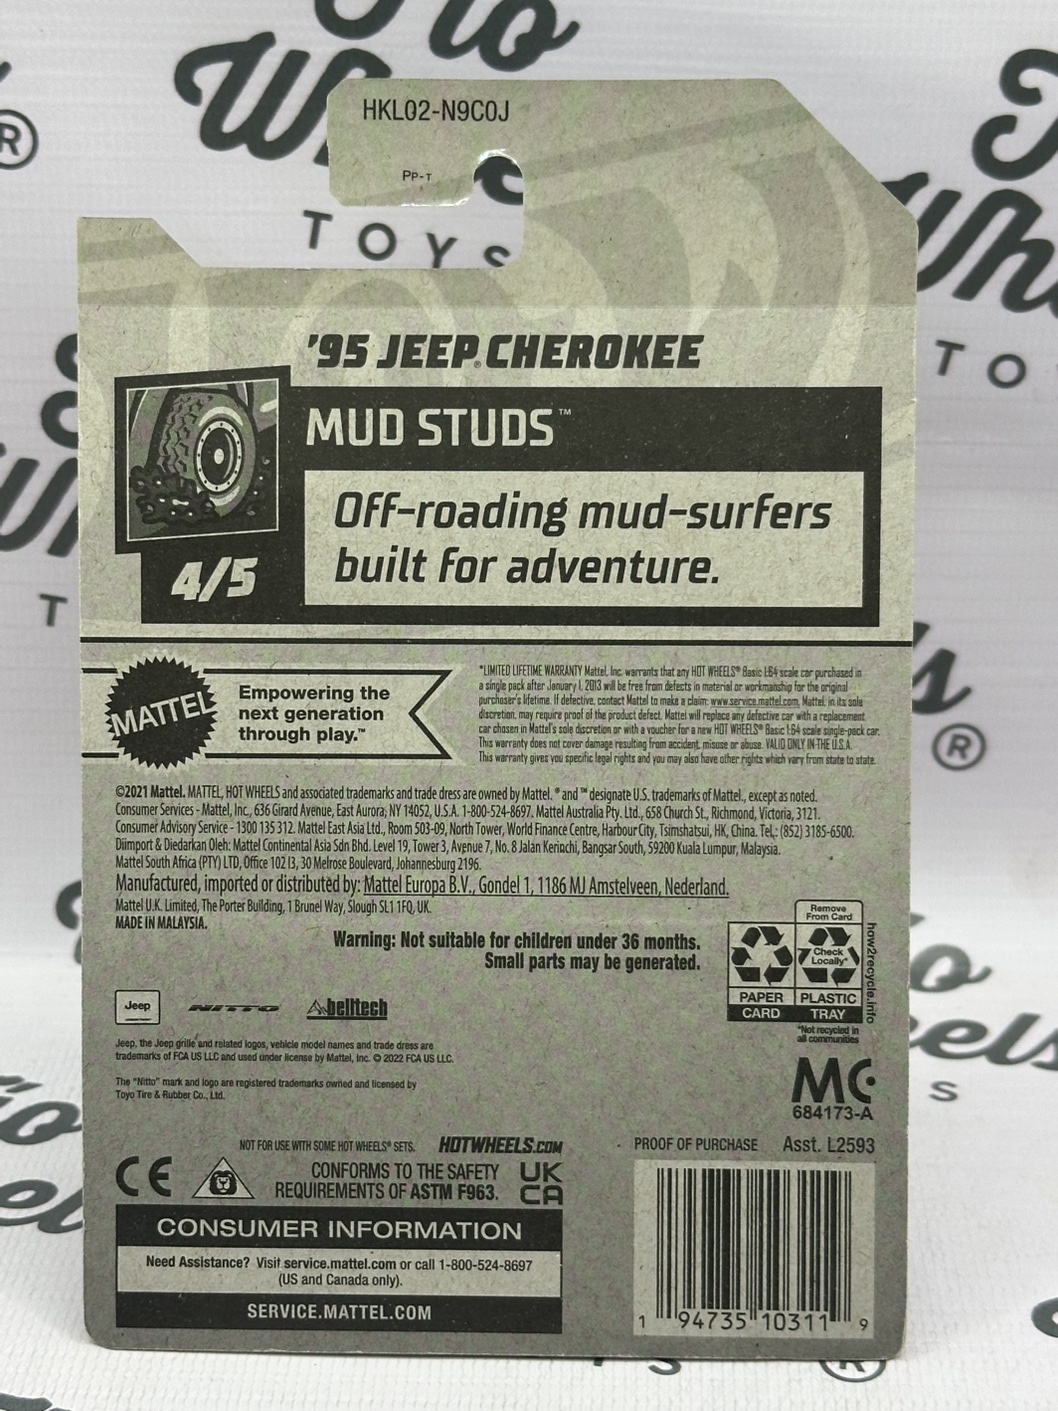 HKL02-N9C0J
PP-T
TOYS
'95 JEEP® CHEROKEE
MUD STUDS™
Off-roading mud-surfers
built for adventure.
4/5
MATTEL
Empowering the
next generation
through play.™
*LIMITED LIFETIME WARRANTY Mattel, Inc. warrants that any HOT WHEELS® Basic 1:64 scale car purchased in
a single pack after January 1, 2013 will be free from defects in material or workmanship for the original
purchaser's lifetime. If defective, contact Mattel to make a claim: www.service.mattel.com. Mattel, in its sole
discretion, may require proof of the product defect. Mattel will replace any defective car with a replacement
car chosen in Mattel's sole discretion or with a voucher for a new HOT WHEELS® Basic 1:64 scale single-pack car.
This warranty does not cover damage resulting from accident, misuse or abuse. VALID ONLY IN THE U.S.A.
This warranty gives you specific legal rights and you may also have other rights which vary from state to state.
©2021 Mattel. MATTEL, HOT WHEELS and associated trademarks and trade dress are owned by Mattel. ® and ™ designate U.S. trademarks of Mattel., except as noted.
Consumer Services - Mattel, Inc., 636 Girard Avenue, East Aurora, NY 14052, U.S.A. 1-800-524-8697. Mattel Australia Pty. Ltd., 658 Church St., Richmond, Victoria, 3121.
Consumer Advisory Service - 1300 135 312. Mattel East Asia Ltd., Room 503-09, North Tower, World Finance Centre, Harbour City, Tsimshatsui, HK, China. Tel.: (852) 3185-6500.
Diimport & Diedarkan Oleh: Mattel Continental Asia Sdn Bhd. Level 19, Tower 3, Avenue 7, No. 8 Jalan Kerinchi, Bangsar South, 59200 Kuala Lumpur, Malaysia.
Mattel South Africa (PTY) LTD, Office 102 I3, 30 Melrose Boulevard, Johannesburg 2196.
Manufactured, imported or distributed by: Mattel Europa B.V., Gondel 1, 1186 MJ Amstelveen, Nederland.
Mattel U.K. Limited, The Porter Building, 1 Brunel Way, Slough SL1 1FQ, UK.
MADE IN MALAYSIA.
Warning: Not suitable for children under 36 months.
Small parts may be generated.
Remove
From Card
Check
Locally*
PAPER
PLASTIC
CARD
TRAY
how2recycle.info
*Not recycled in
all communities
Jeep
NITTO
belltech
Jeep, the Jeep grille and related logos, vehicle model names and trade dress are
trademarks of FCA US LLC and used under license by Mattel, Inc. © 2022 FCA US LLC.
The "Nitto" mark and logo are registered trademarks owned and licensed by
Toyo Tire & Rubber Co., Ltd.
MC
684173-A
NOT FOR USE WITH SOME HOT WHEELS® SETS.
HOTWHEELS.COM
PROOF OF PURCHASE
Asst. L2593
CE
CONFORMS TO THE SAFETY
REQUIREMENTS OF ASTM F963.
UK
CA
CONSUMER INFORMATION
Need Assistance? Visit service.mattel.com or call 1-800-524-8697
(US and Canada only).
SERVICE.MATTEL.COM
1 94735 10311 9